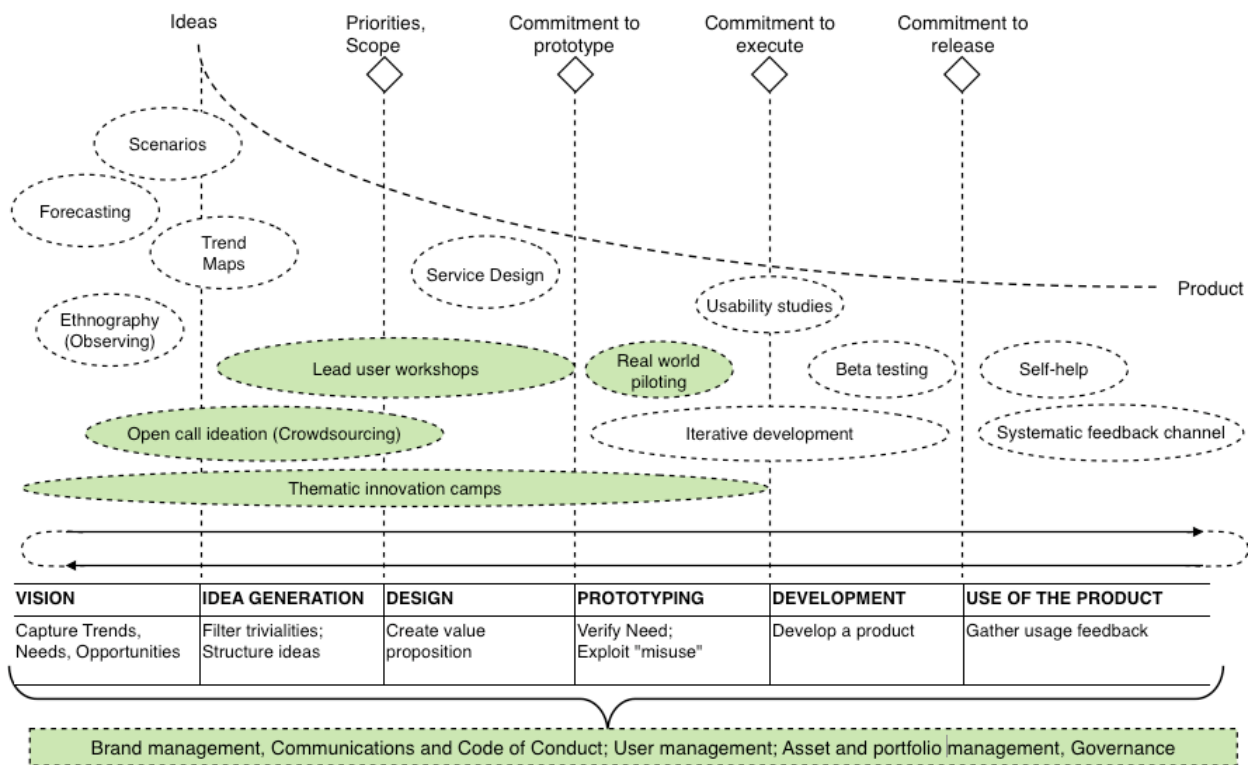 Ideas
Priorities,
Scope
Commitment to
prototype
Commitment to
execute
Commitment to
release
Scenarios
Forecasting
Trend
Maps
Service Design
Product
Usability studies
Ethnography
(Observing)
Lead user workshops
Real world
piloting
Beta testing
Self-help
Open call ideation (Crowdsourcing)
Iterative development
Systematic feedback channel
Thematic innovation camps
VISION
IDEA GENERATION
DESIGN
PROTOTYPING
DEVELOPMENT
USE OF THE PRODUCT
Capture Trends,
Needs, Opportunities
Filter trivialities;
Structure ideas
Create value
proposition
Verify Need;
Exploit "misuse"
Develop a product
Gather usage feedback
Brand management, Communications and Code of Conduct; User management; Asset and portfolio management, Governance